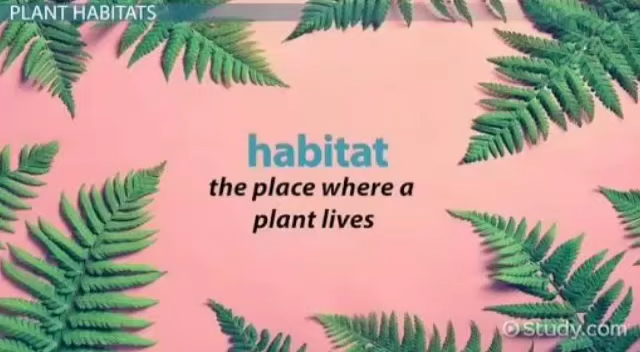 PLANT HABITATS
habitat
the place where a
plant lives
Study.com